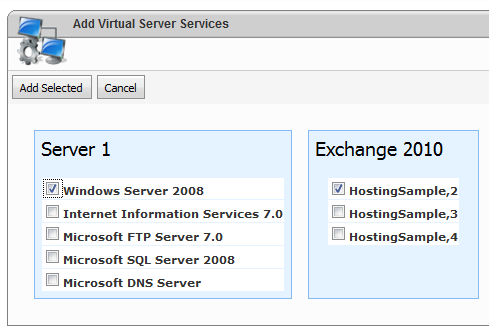 Add Virtual Server Services
Add Selected
Cancel
Server 1
Windows Server 2008
Internet Information Services 7.0
Microsoft FTP Server 7.0
Microsoft SQL Server 2008
Microsoft DNS Server
Exchange 2010
HostingSample,2
HostingSample,3
HostingSample,4